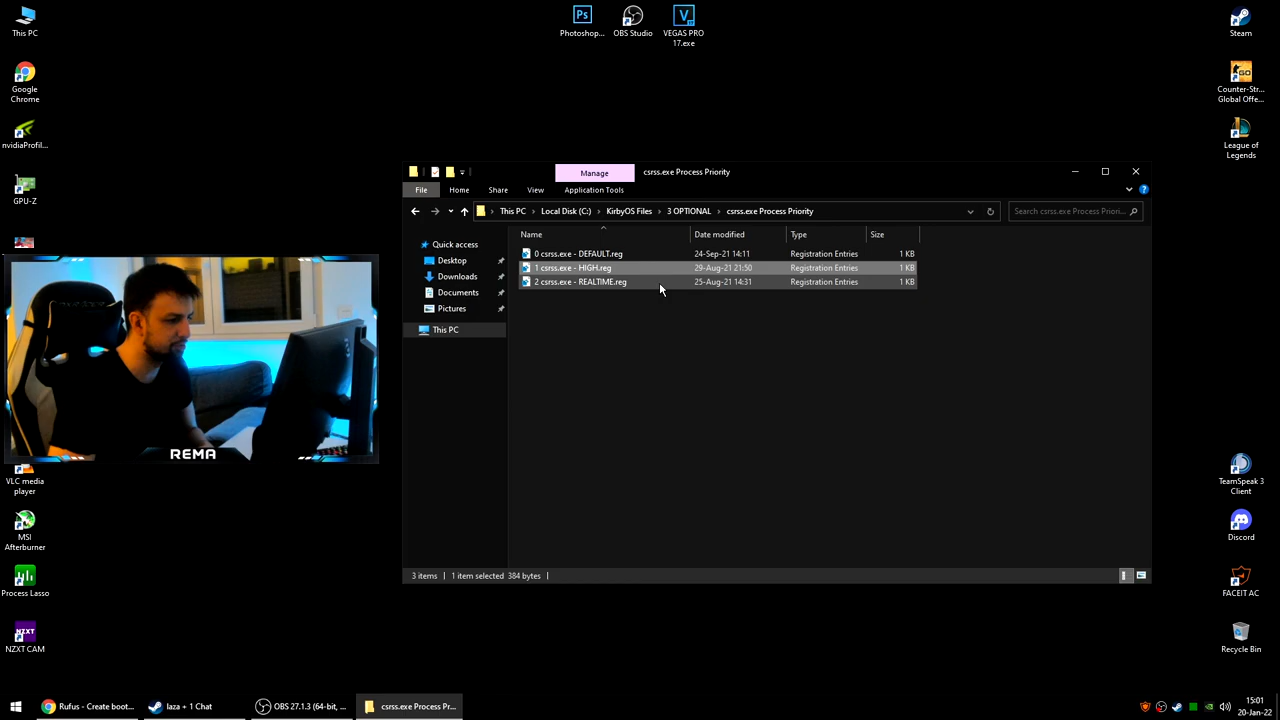 This PC
Google
Chrome
nvidiaProfil...
GPU-Z
VLC media
player
MSI
Afterburner
Process Lasso
NZXT
NZXT CAM
Ps
Photoshop...
OBS Studio
V
VEGAS PRO
17.exe
Steam
GO
Counter-Str...
Global Offe...
League of
Legends
TeamSpeak 3
Client
Discord
FACEIT AC
Recycle Bin
REMA
Manage
csrss.exe Process Priority
File
Home
Share
View
Application Tools
This PC
Local Disk (C:)
KirbyOS Files
3 OPTIONAL
csrss.exe Process Priority
Search csrss.exe Process Priori...
Quick access
Desktop
Downloads
Documents
Pictures
This PC
Name Date modified Type Size
0 csrss.exe - DEFAULT.reg 24-Sep-21 14:11 Registration Entries 1 KB
1 csrss.exe - HIGH.reg 29-Aug-21 21:50 Registration Entries 1 KB
2 csrss.exe - REALTIME.reg 25-Aug-21 14:31 Registration Entries 1 KB
3 items 1 item selected 384 bytes
Rufus - Create boot...
laza + 1 Chat
OBS 27.1.3 (64-bit, ...
csrss.exe Process Pr...
15:01
20-Jan-22